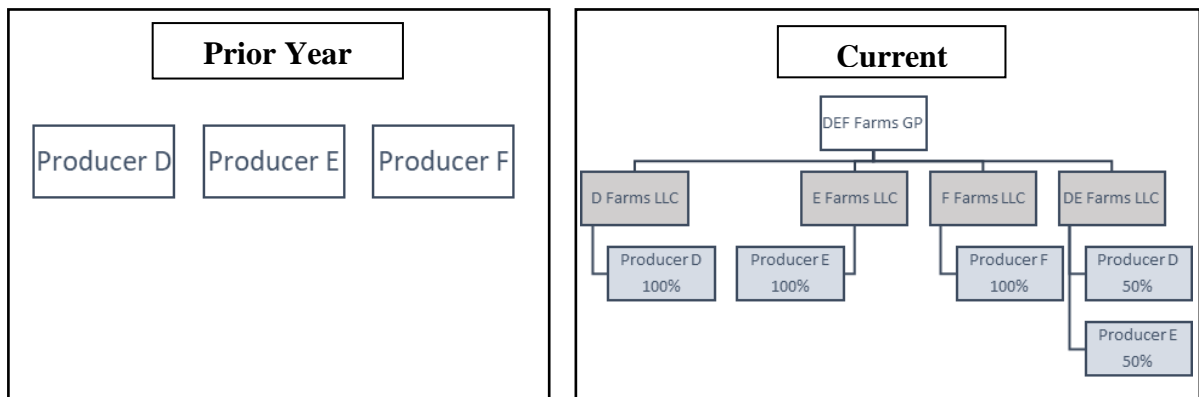 Prior Year
Producer D
Producer E
Producer F
Current
DEF Farms GP
D Farms LLC
E Farms LLC
F Farms LLC
DE Farms LLC
Producer D
100%
Producer E
100%
Producer F
100%
Producer D
50%
Producer E
50%